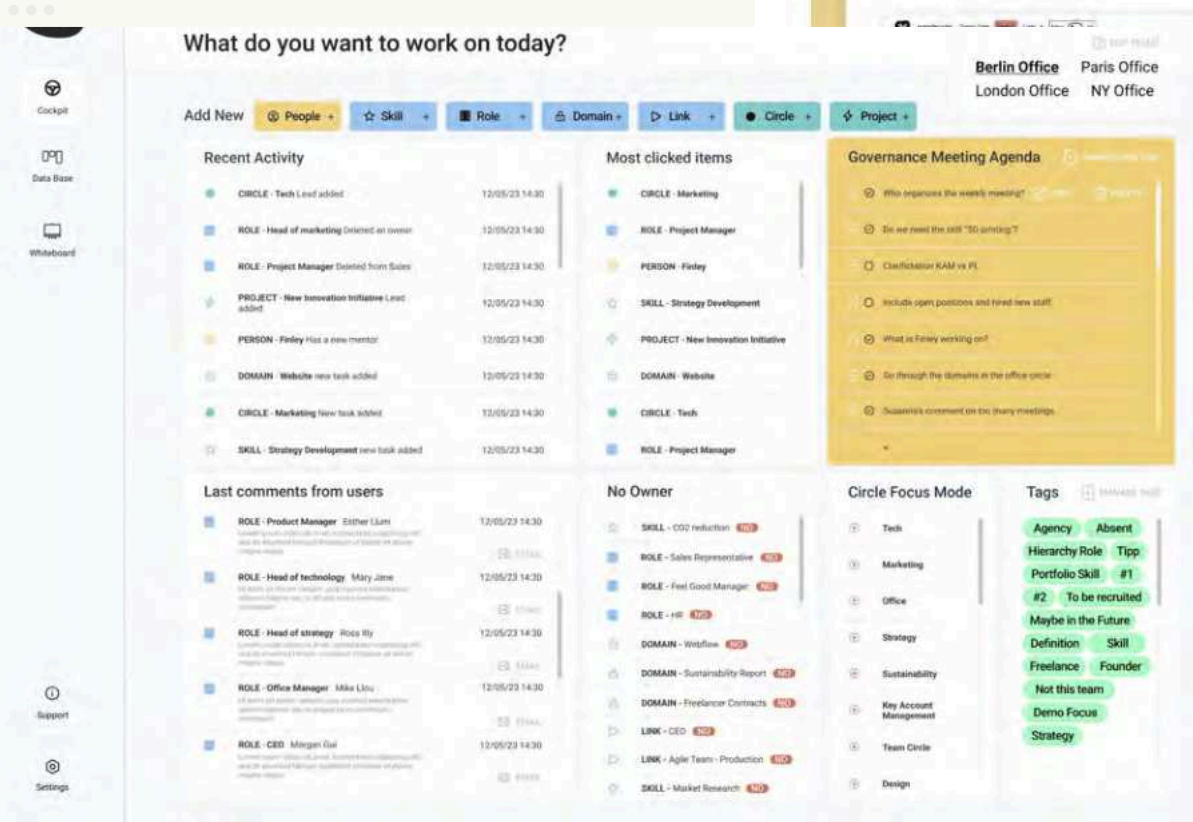 What do you want to work on today?
Berlin Office Paris Office
London Office NY Office
Cockpit
Data Base
Whiteboard
Support
Settings
Add New People + Skill + Role + Domain + Link + Circle + Project +
Recent Activity
CIRCLE - Tech Lead added 12/05/23 14:30
ROLE - Head of marketing Deleted an owner 12/05/23 14:30
ROLE - Project Manager Deleted from Sales 12/05/23 14:30
PROJECT - New Innovation Initiative Lead
added 12/05/23 14:30
PERSON - Finley Has a new mentor 12/05/23 14:30
DOMAIN - Website new task added 12/05/23 14:30
CIRCLE - Marketing New task added 12/05/23 14:30
SKILL - Strategy Development new task added 12/05/23 14:30
Most clicked items
CIRCLE - Marketing
ROLE - Project Manager
PERSON - Finley
SKILL - Strategy Development
PROJECT - New Innovation Initiative
DOMAIN - Website
CIRCLE - Tech
ROLE - Project Manager
Governance Meeting Agenda
Who organizes the weekly meeting?
Do we need the skill "3D printing"?
Clarification KAM vs PL
Include open positions and hired new staff
What is Finley working on?
Go through the domains in the office circle
Susanna's comment on too many meetings
Last comments from users
ROLE - Product Manager Esther 12/05/23 14:30
ROLE - Head of technology Mary Jane 12/05/23 14:30
ROLE - Head of strategy Ross 12/05/23 14:30
ROLE - Office Manager Mike 12/05/23 14:30
ROLE - CEO Morgan 12/05/23 14:30
No Owner
SKILL - CO2 reduction NO
ROLE - Sales Representative NO
ROLE - Feel Good Manager NO
ROLE - HR NO
DOMAIN - Webflow NO
DOMAIN - Sustainability Report NO
DOMAIN - Freelancer Contracts NO
LINK - CEO NO
LINK - Agile Team - Production NO
SKILL - Market Research NO
Circle Focus Mode
Tech
Marketing
Office
Strategy
Sustainability
Key Account
Management
Team Circle
Design
Tags MANAGE TAGS
Agency Absent
Hierarchy Role Tipp
Portfolio Skill #1
#2 To be recruited
Maybe in the Future
Definition Skill
Freelance Founder
Not this team
Demo Focus
Strategy